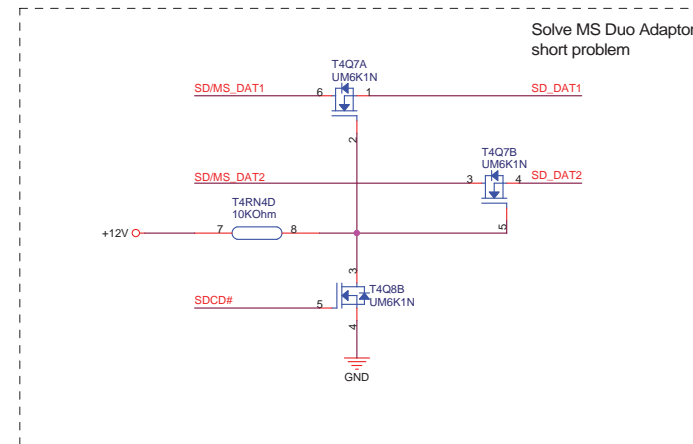 Solve MS Duo Adaptor
short problem
T4Q7A
UM6K1N
SD/MS_DAT1
6
1
SD_DAT1
2
T4Q7B
UM6K1N
SD/MS_DAT2
3
4
SD_DAT2
5
T4RN4D
10KOhm
+12V
7
8
3
T4Q8B
UM6K1N
SDCD#
5
4
GND